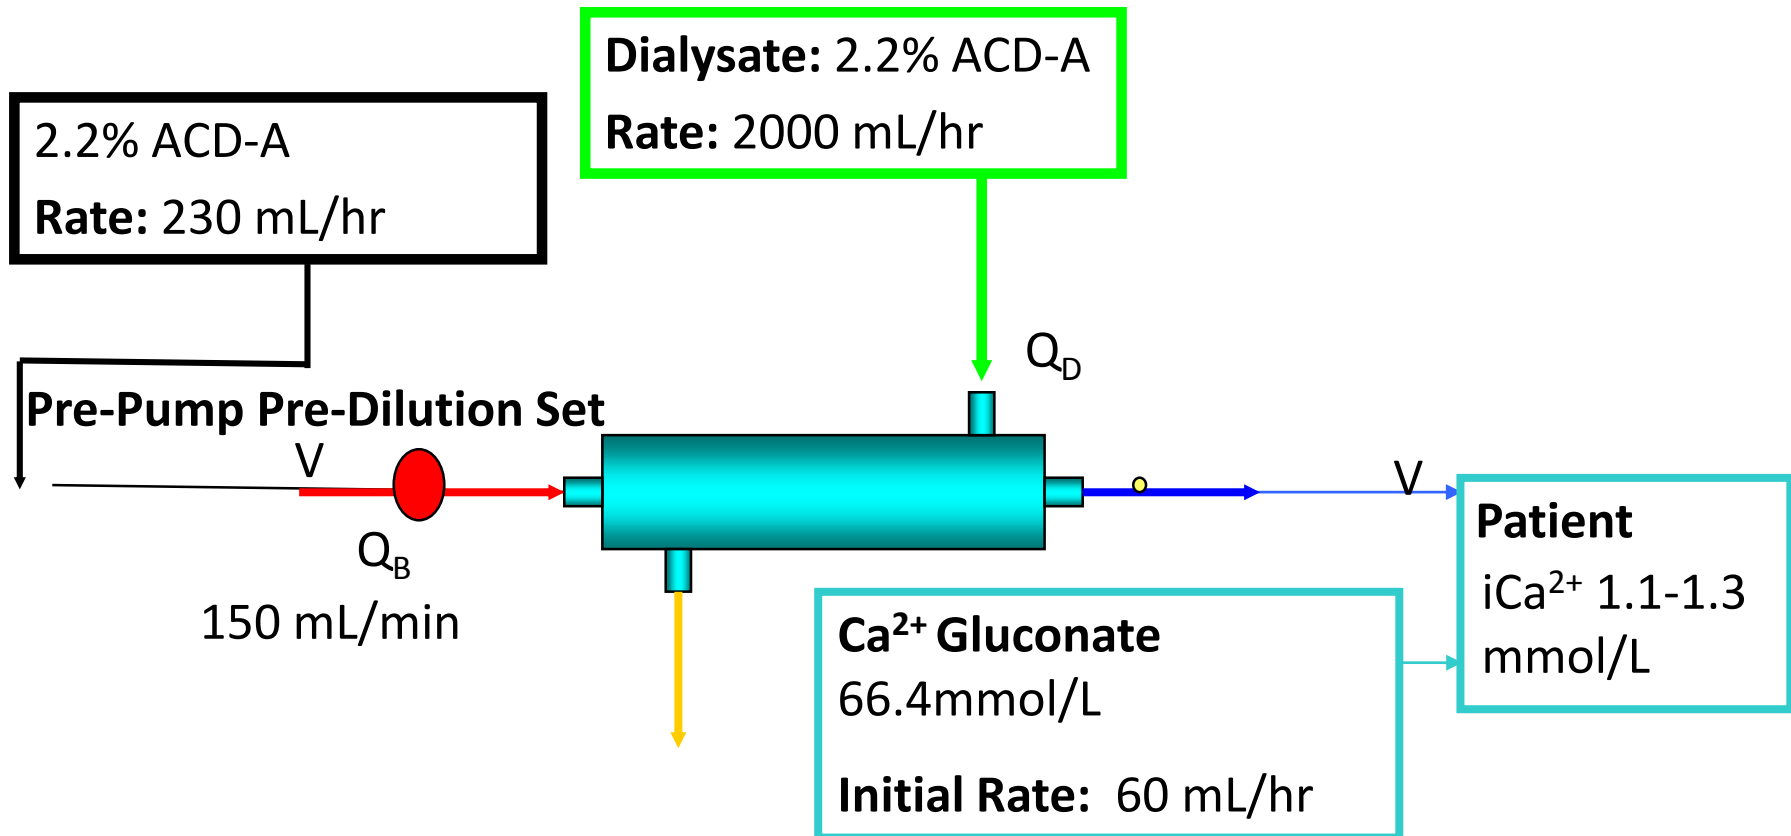 Dialysate: 2.2% ACD-A
Rate: 2000 mL/hr
2.2% ACD-A
Rate: 230 mL/hr
Q_D
Pre-Pump Pre-Dilution Set
V
V
Q_B
150 mL/min
Patient
iCa²⁺ 1.1-1.3
mmol/L
Ca²⁺ Gluconate
66.4mmol/L
Initial Rate: 60 mL/hr